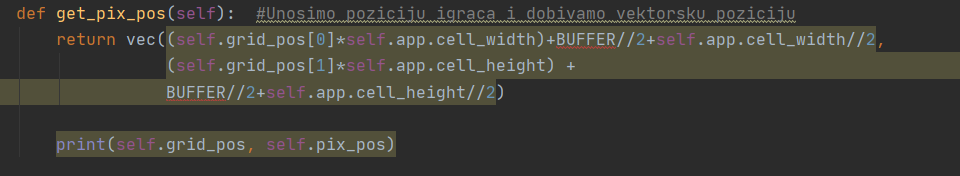 def get_pix_pos(self):  #Unosimo poziciju igraca i dobivamo vektorsku poziciju
return vec((self.grid_pos[0]*self.app.cell_width)+BUFFER//2+self.app.cell_width//2,
(self.grid_pos[1]*self.app.cell_height) +
BUFFER//2+self.app.cell_height//2)
print(self.grid_pos, self.pix_pos)